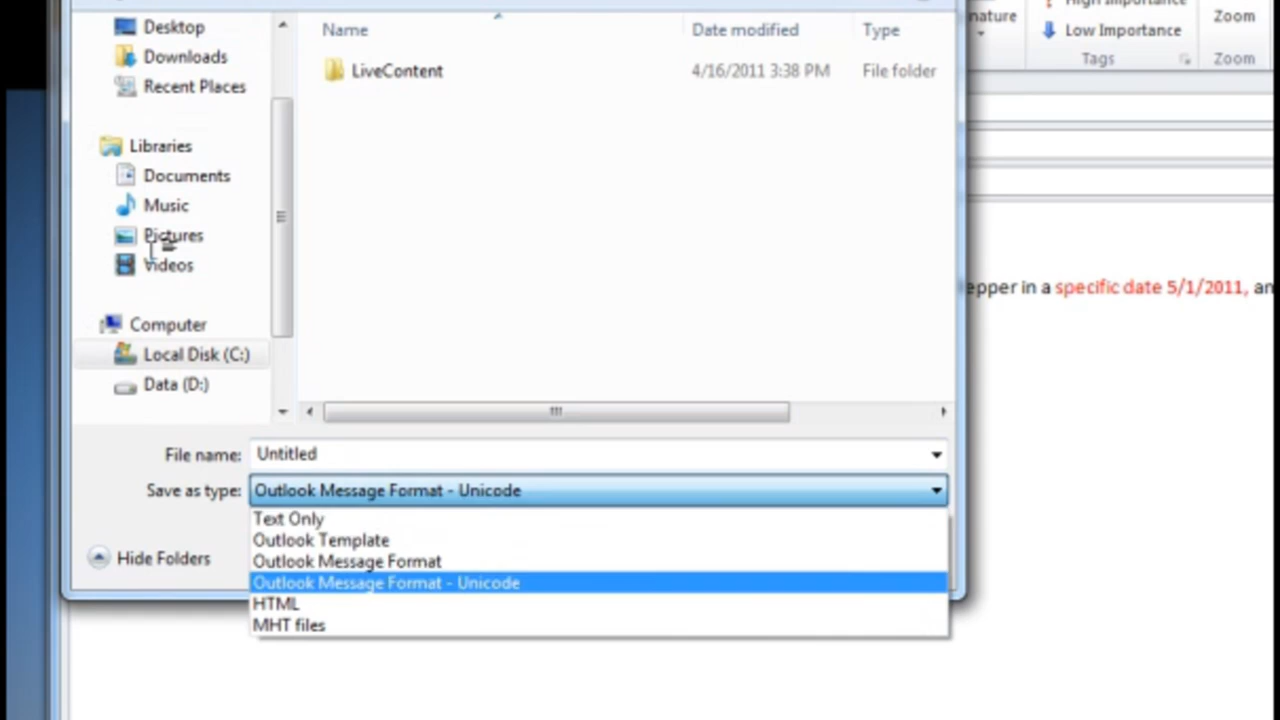 Desktop
Downloads
Recent Places
Libraries
Documents
Music
Pictures
Videos
Computer
Local Disk (C:)
Data (D:)
Name Date modified Type
LiveContent 4/16/2011 3:38 PM File folder
File name: Untitled
Save as type: Outlook Message Format - Unicode
Text Only
Outlook Template
Outlook Message Format
Outlook Message Format - Unicode
HTML
MHT files
Hide Folders
High Importance
nature
Low Importance
Zoom
Tags Zoom
epper in a specific date 5/1/2011, an